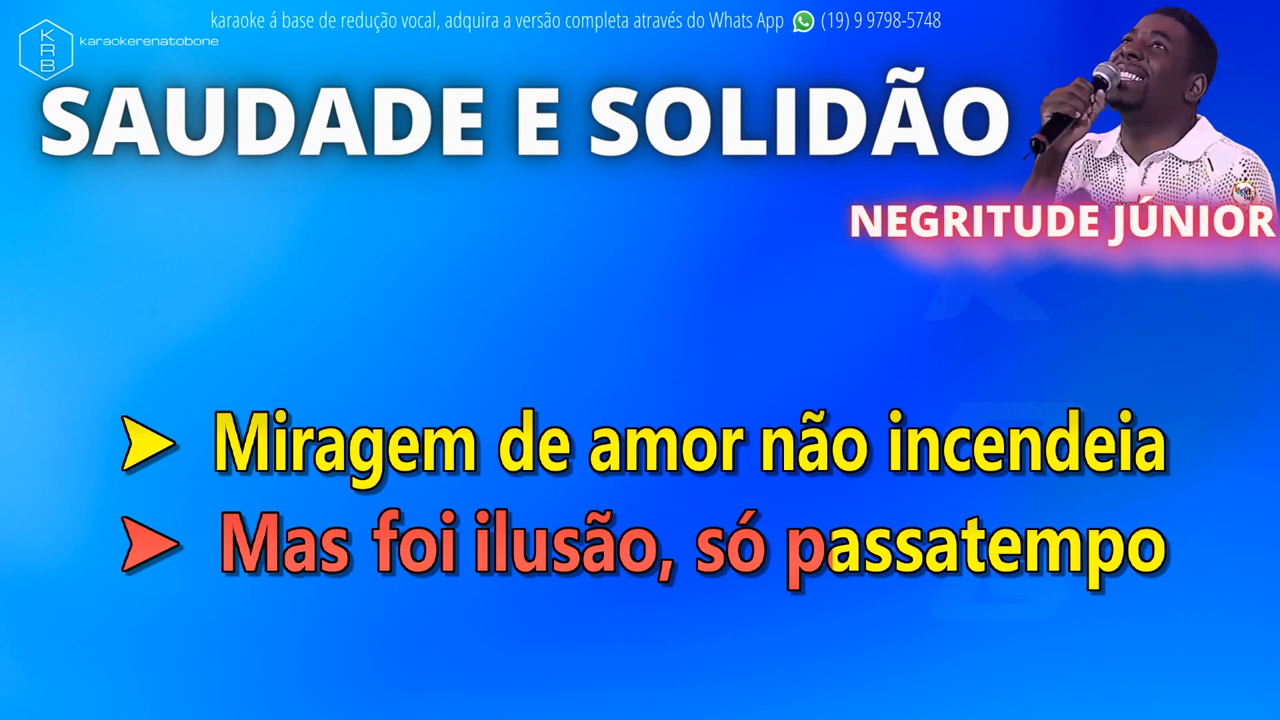 karaoke á base de redução vocal, adquira a versão completa através do Whats App (19) 9 9798-5748
KRB
karaokerenatobone
SAUDADE E SOLIDÃO
NEGRITUDE JÚNIOR
➤ Miragem de amor não incendeia
➤ Mas foi ilusão, só passatempo